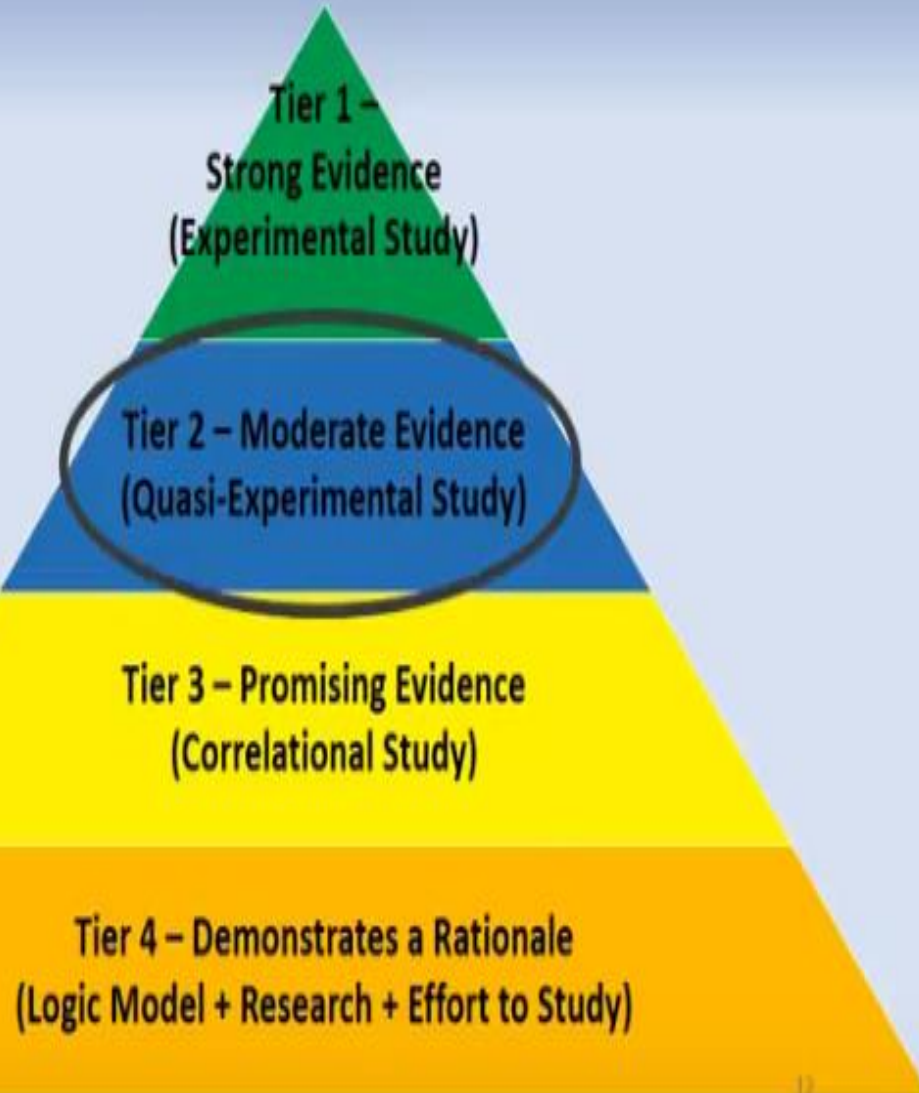 Tier 1 –
Strong Evidence
(Experimental Study)
Tier 2 – Moderate Evidence
(Quasi-Experimental Study)
Tier 3 – Promising Evidence
(Correlational Study)
Tier 4 – Demonstrates a Rationale
(Logic Model + Research + Effort to Study)